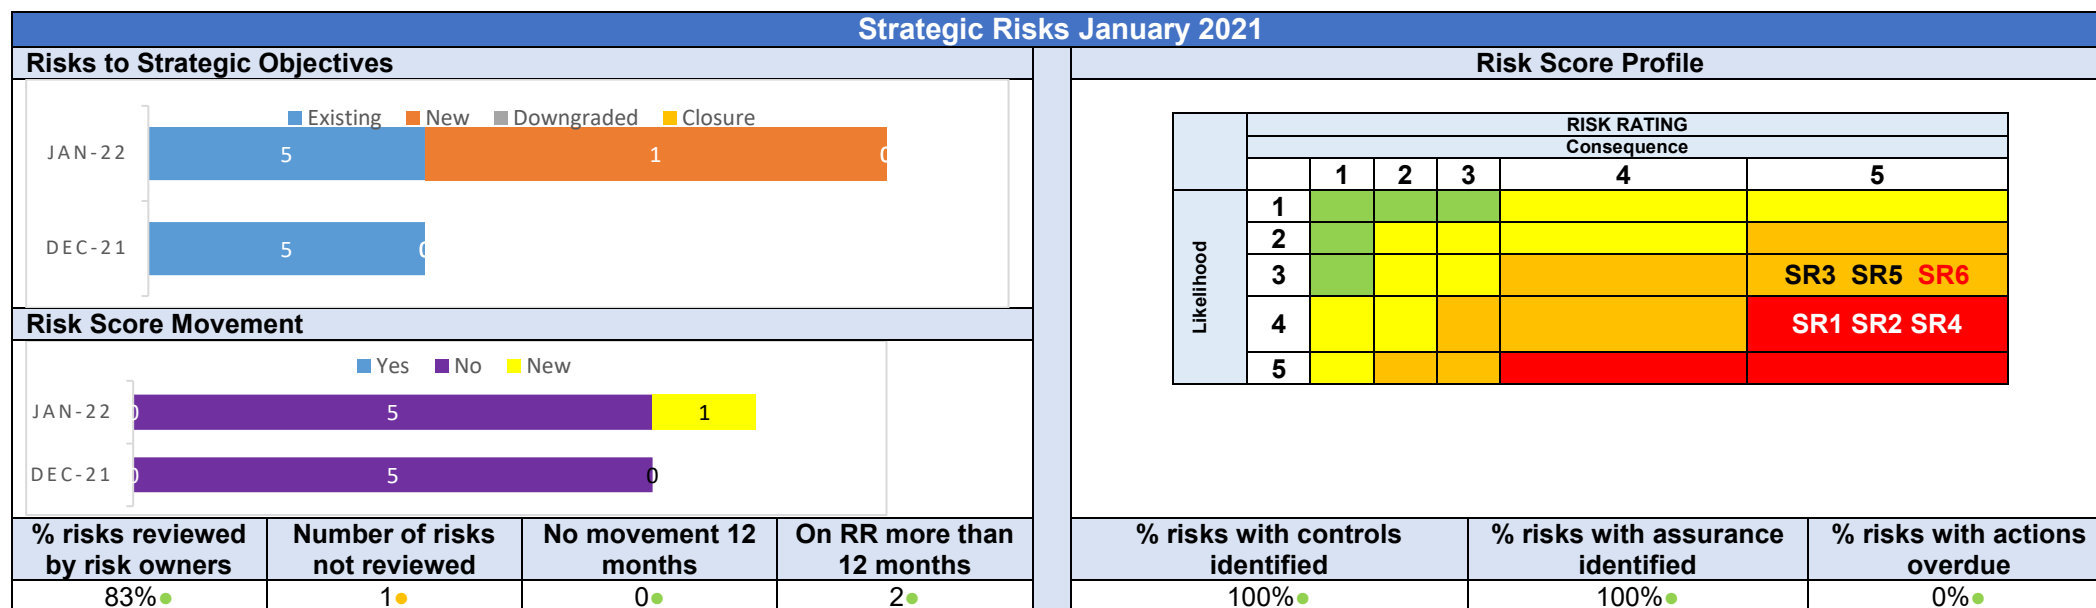 Strategic Risks January 2021
Risks to Strategic Objectives
Existing New Downgraded Closure
JAN-22 5 1 0
DEC-21 5 0
Risk Score Movement
Yes No New
JAN-22 0 5 1
DEC-21 0 5 0
% risks reviewed by risk owners
Number of risks not reviewed
No movement 12 months
On RR more than 12 months
83%
1
0
2
Risk Score Profile
RISK RATING
Consequence
1 2 3 4 5
Likelihood
1
2
3 SR3 SR5 SR6
4 SR1 SR2 SR4
5
% risks with controls identified
% risks with assurance identified
% risks with actions overdue
100%
100%
0%